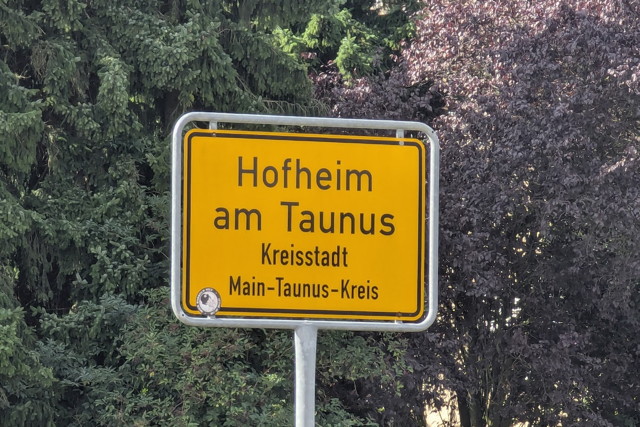 Hofheim
am Taunus
Kreisstadt
Main-Taunus-Kreis